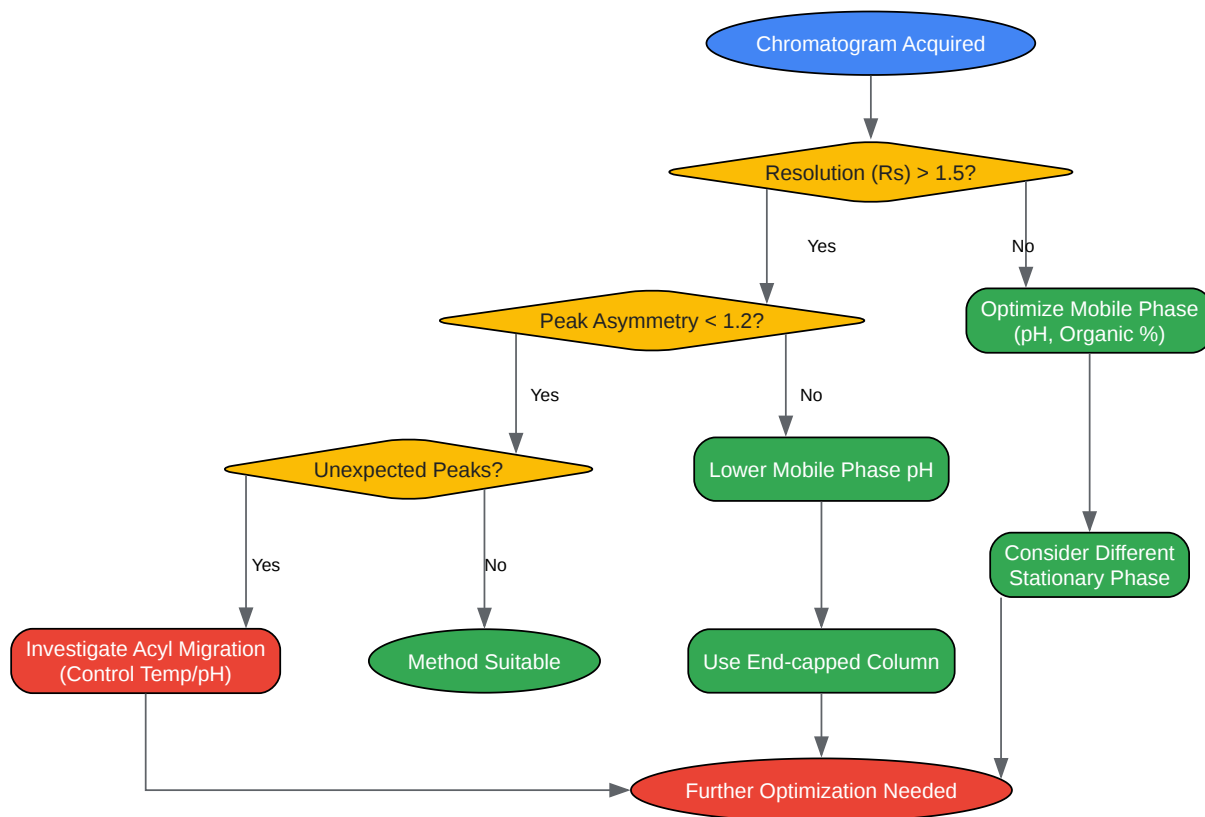 Chromatogram Acquired
Resolution (Rs) > 1.5?
Yes
No
Optimize Mobile Phase
(pH, Organic %)
Peak Asymmetry < 1.2?
Yes
No
Unexpected Peaks?
Lower Mobile Phase pH
Consider Different
Stationary Phase
Yes
No
Investigate Acyl Migration
(Control Temp/pH)
Method Suitable
Use End-capped Column
Further Optimization Needed